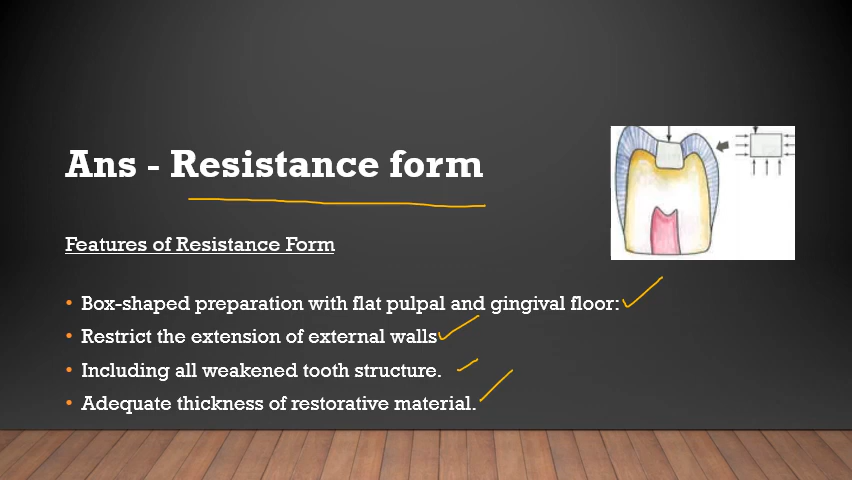 Ans - Resistance form
Features of Resistance Form
• Box-shaped preparation with flat pulpal and gingival floor:
• Restrict the extension of external walls
• Including all weakened tooth structure.
• Adequate thickness of restorative material.